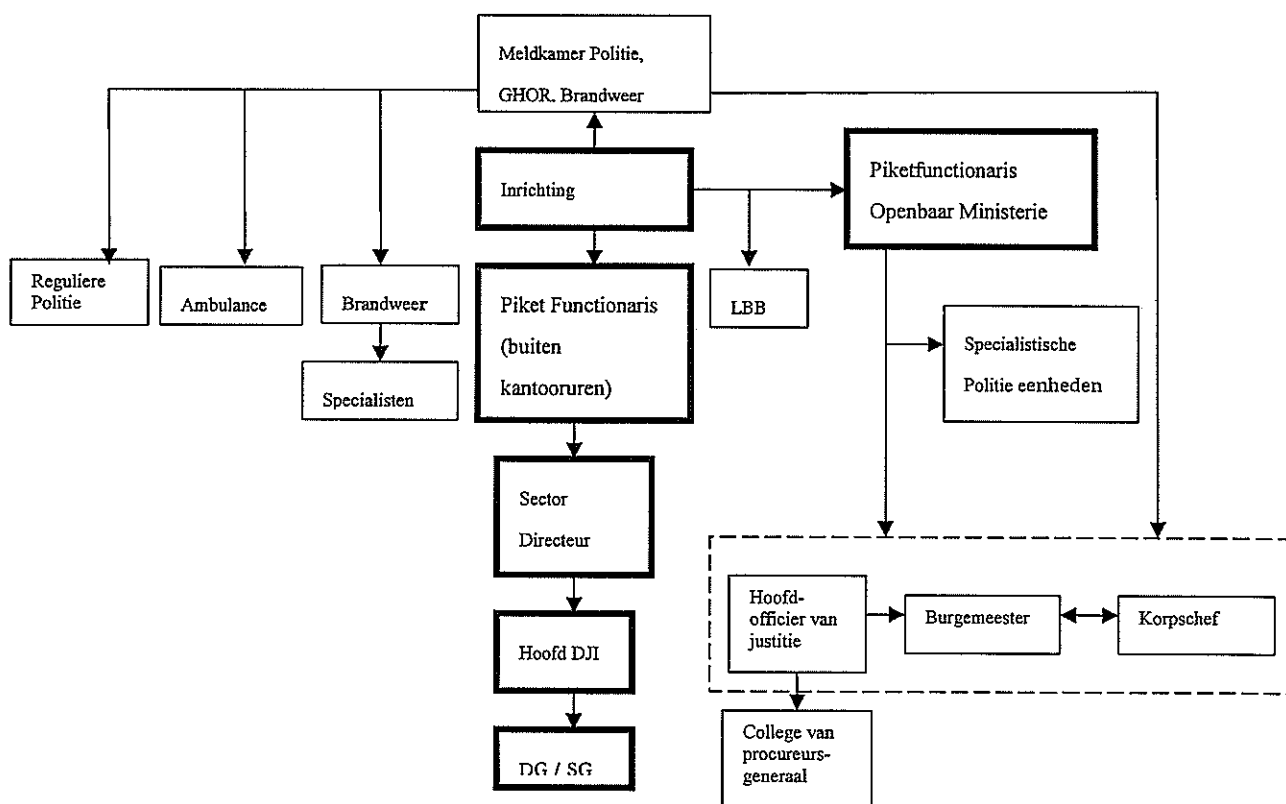 Meldkamer Politie,
GHOR. Brandweer
Inrichting
Piketfunctionaris
Openbaar Ministerie
Reguliere
Politie
Ambulance
Brandweer
Piket Functionaris
(buiten
kantooruren)
LBB
Specialistische
Politie eenheden
Specialisten
Sector
Directeur
Hoofd-
officier van
justitie
Burgemeester
Korpschef
Hoofd DJI
College van
procureurs-
generaal
DG / SG